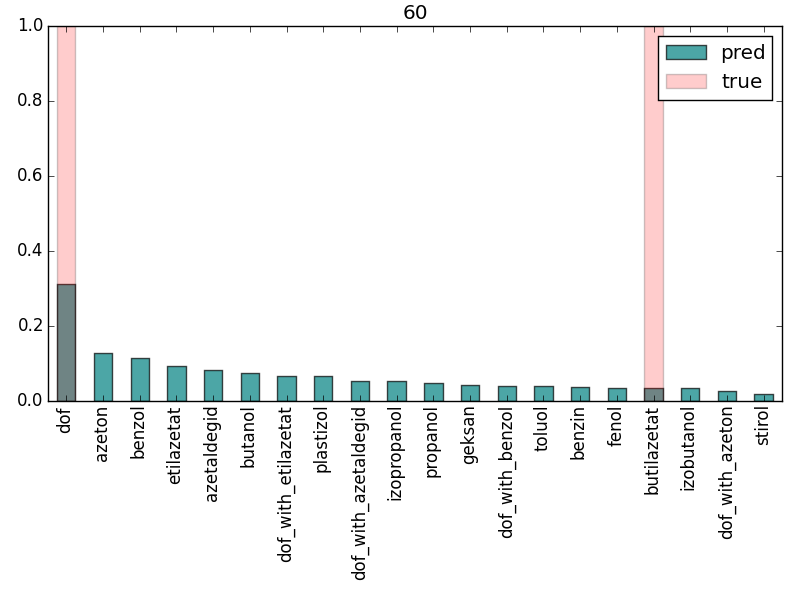 60
1.0
0.8
0.6
0.4
0.2
0.0
pred
true
dof
azeton
benzol
etilazetat
azetaldegid
butanol
dof_with_etilazetat
plastizol
dof_with_azetaldegid
izopropanol
propanol
geksan
dof_with_benzol
toluol
benzin
fenol
butilazetat
izobutanol
dof_with_azeton
stirol